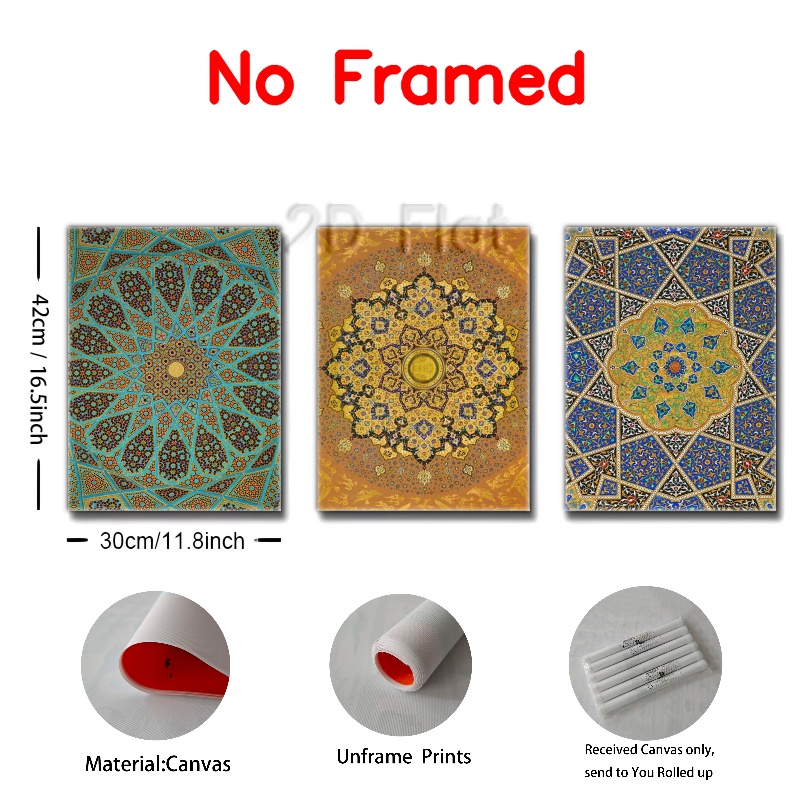 No Framed
2D Flat
42cm / 16.5inch
30cm/11.8inch
Material:Canvas
Unframe Prints
Received Canvas only,
send to You Rolled up